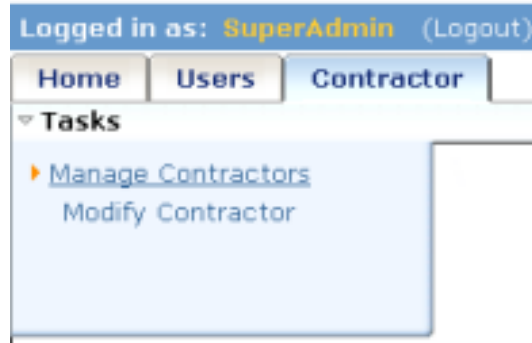 Logged in as: SuperAdmin (Logout)
Home Users Contractor
Tasks
Manage Contractors
Modify Contractor